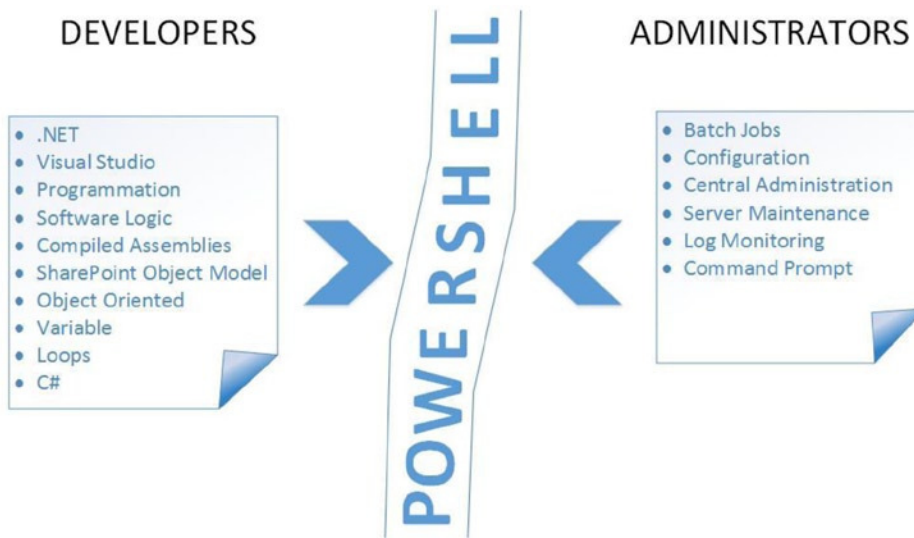 DEVELOPERS
• .NET
• Visual Studio
• Programmation
• Software Logic
• Compiled Assemblies
• SharePoint Object Model
• Object Oriented
• Variable
• Loops
• C#
POWERSHELL
ADMINISTRATORS
• Batch Jobs
• Configuration
• Central Administration
• Server Maintenance
• Log Monitoring
• Command Prompt